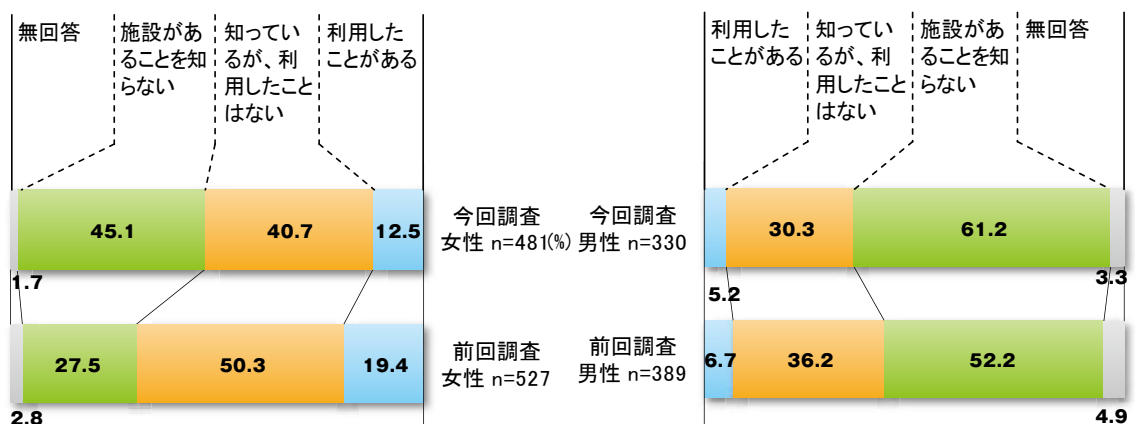 無回答
施設があ
ることを知
らない
知ってい
るが、利
用したこと
はない
利用した
ことがある
利用した
ことがある
知ってい
るが、利
用したこと
はない
施設があ
ることを知
らない
無回答
45.1
40.7
12.5
1.7
今回調査
女性 n=481(%)
今回調査
男性 n=330
30.3
61.2
5.2
3.3
27.5
50.3
19.4
2.8
前回調査
女性 n=527
前回調査
男性 n=389
6.7
36.2
52.2
4.9